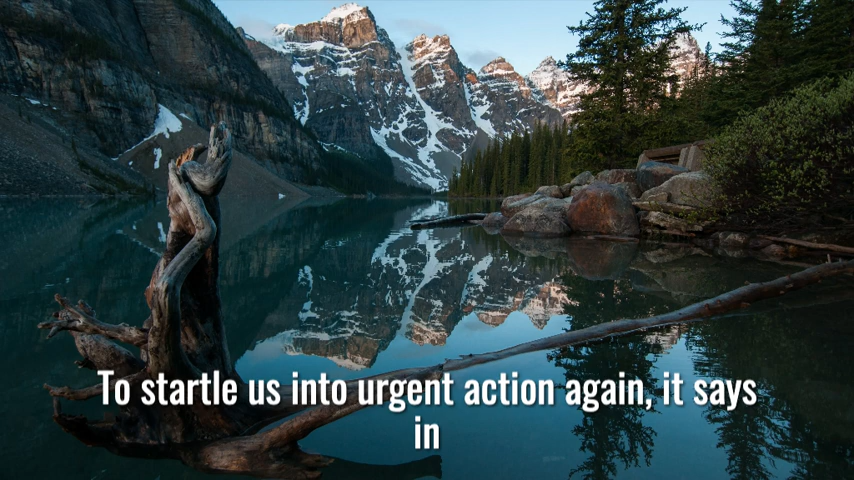 To startle us into urgent action again, it says
in